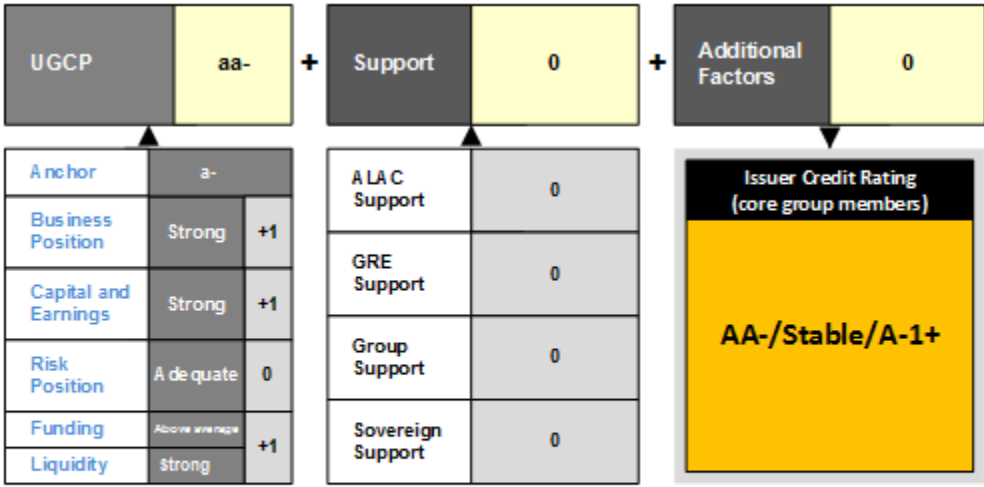 UGCP
aa-
+
Support
0
+
Additional
Factors
0
Anchor
a-
Business
Position
Strong
+1
Capital and
Earnings
Strong
+1
Risk
Position
Adequate
0
Funding
Above average
+1
Liquidity
Strong
ALAC
Support
0
GRE
Support
0
Group
Support
0
Sovereign
Support
0
Issuer Credit Rating
(core group members)
AA-/Stable/A-1+